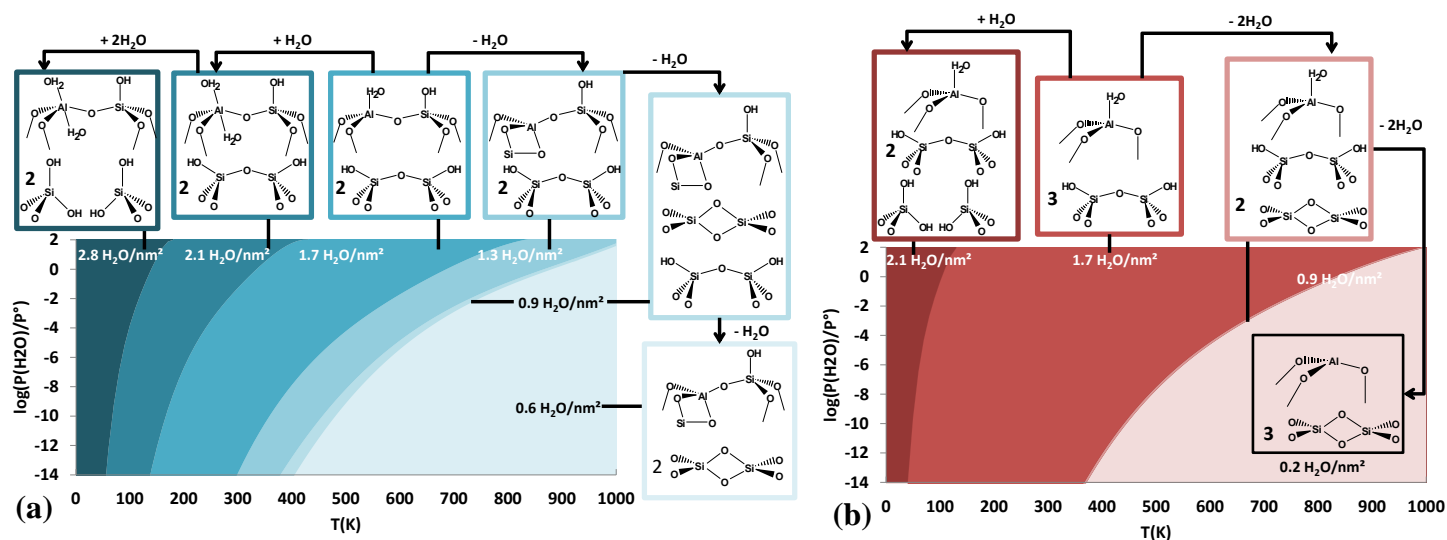 + 2H₂O
+ H₂O
- H₂O
- H₂O
OH₂ OH
Al O Si
O O O
O H₂O O
OH OH
2
Si Si
O OH HO O
O O
OH₂ OH
Al O Si
O O O
O H₂O O
HO OH
2 Si O Si
O O O O
H₂O OH
Al O Si
O O O
O O
HO OH
2 Si O Si
O O O O
OH
O Al O Si O
O O O
Si O
HO OH
2 Si O Si
O O O O
OH
O Al O Si O
O O O
Si
O O O
Si Si
O O O
HO OH
Si O Si
O O O O
- H₂O
OH
O Al O Si O
O O O
Si
O O O
2 Si Si
O O O
2.8 H₂O/nm²
2.1 H₂O/nm²
1.7 H₂O/nm²
1.3 H₂O/nm²
0.9 H₂O/nm²
0.6 H₂O/nm²
log(P(H2O)/P°)
2
0
-2
-4
-6
-8
-10
-12
-14
0 100 200 300 400 500 600 700 800 900 1000
T(K)
(a)
+ H₂O
- 2H₂O
H₂O
O Al O
O
HO OH
2 Si O Si
O O O O
OH OH
Si Si
O O OH HO O O
H₂O
O Al O
O
3
HO OH
Si O Si
O O O O
H₂O
O Al O
O
HO OH
Si O Si
O O O O
2
O O O
Si Si
O O O
- 2H₂O
O Al O
O
3
O O O
Si Si
O O O
0.2 H₂O/nm²
2.1 H₂O/nm²
1.7 H₂O/nm²
0.9 H₂O/nm²
log(P(H2O)/P°)
2
0
-2
-4
-6
-8
-10
-12
-14
0 100 200 300 400 500 600 700 800 900 1000
T(K)
(b)